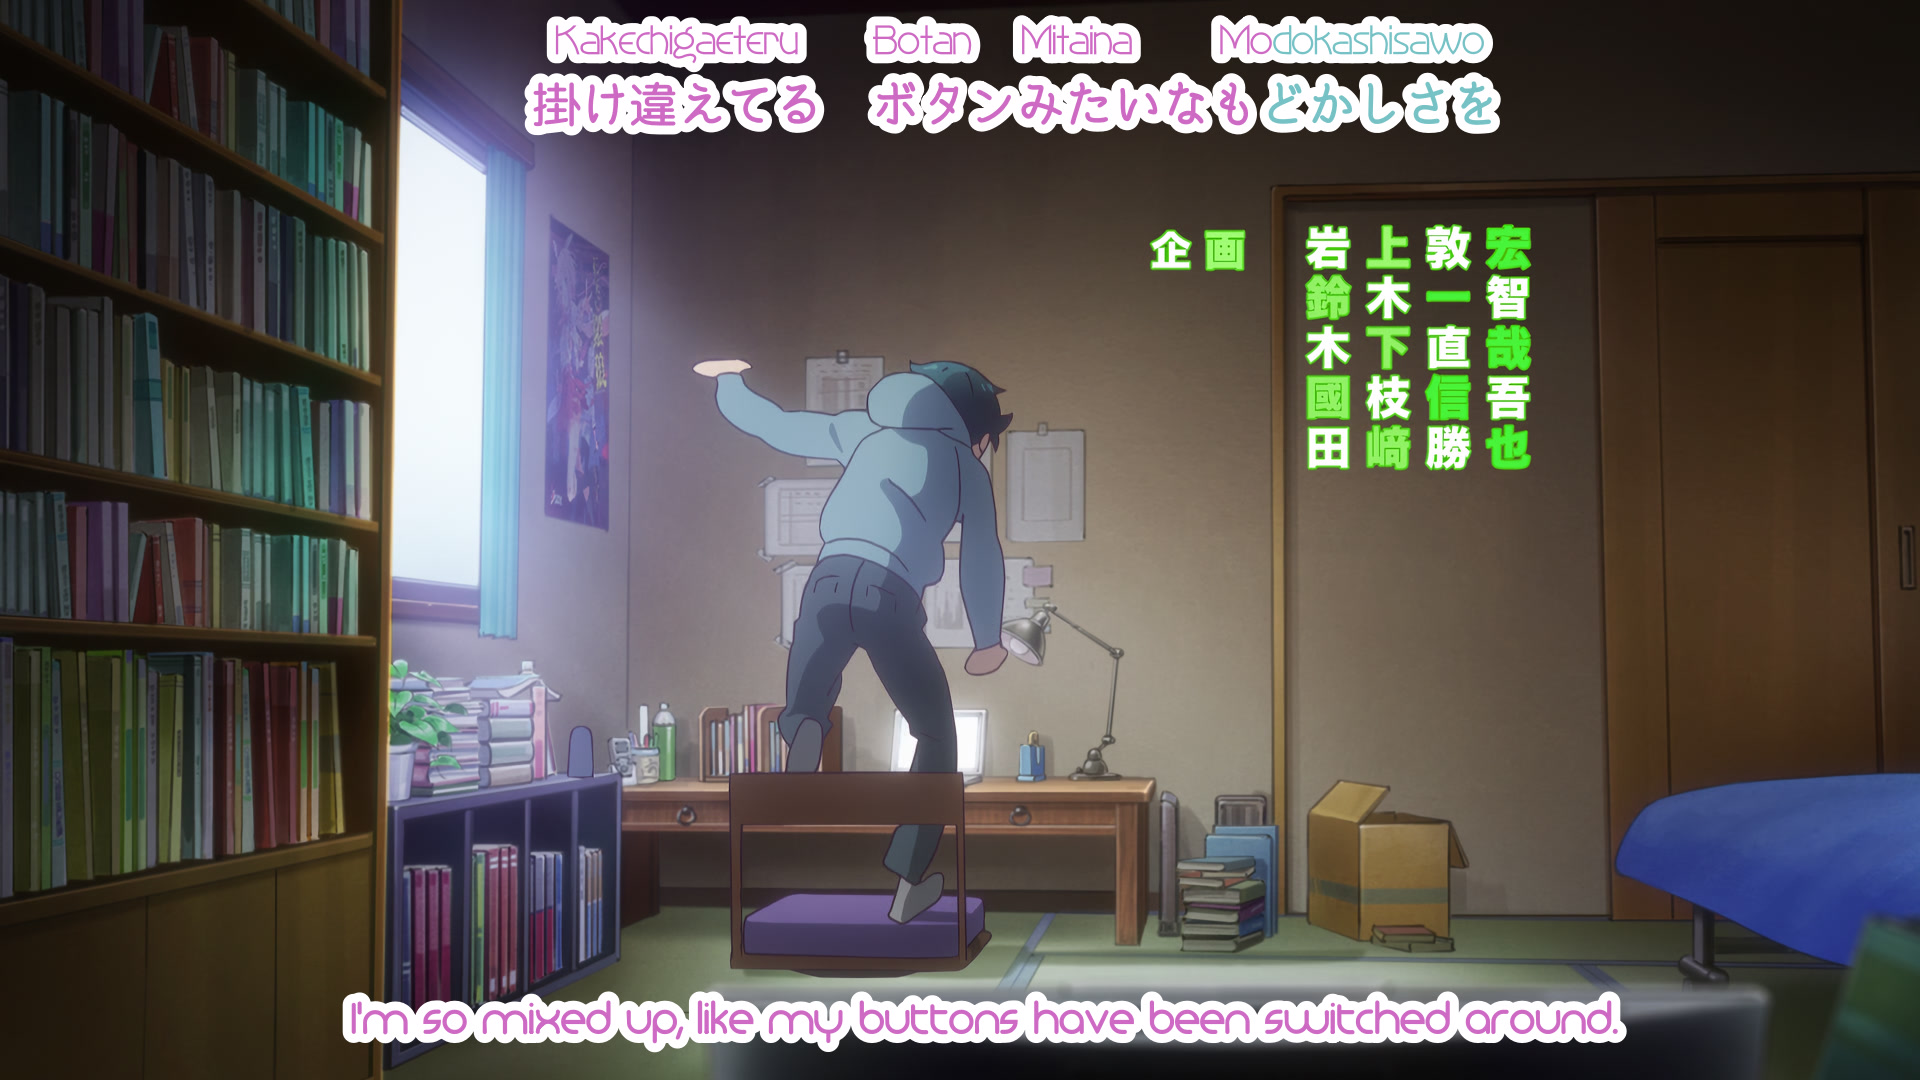 Kakechigaeteru Botan Mitaina Modokashisawo
掛け違えてる ボタンみたいなもどかしさを
企画 岩上敦宏
鈴木一智
木下直哉
國枝信吾
田﨑勝也
I'm so mixed up, like my buttons have been switched around.